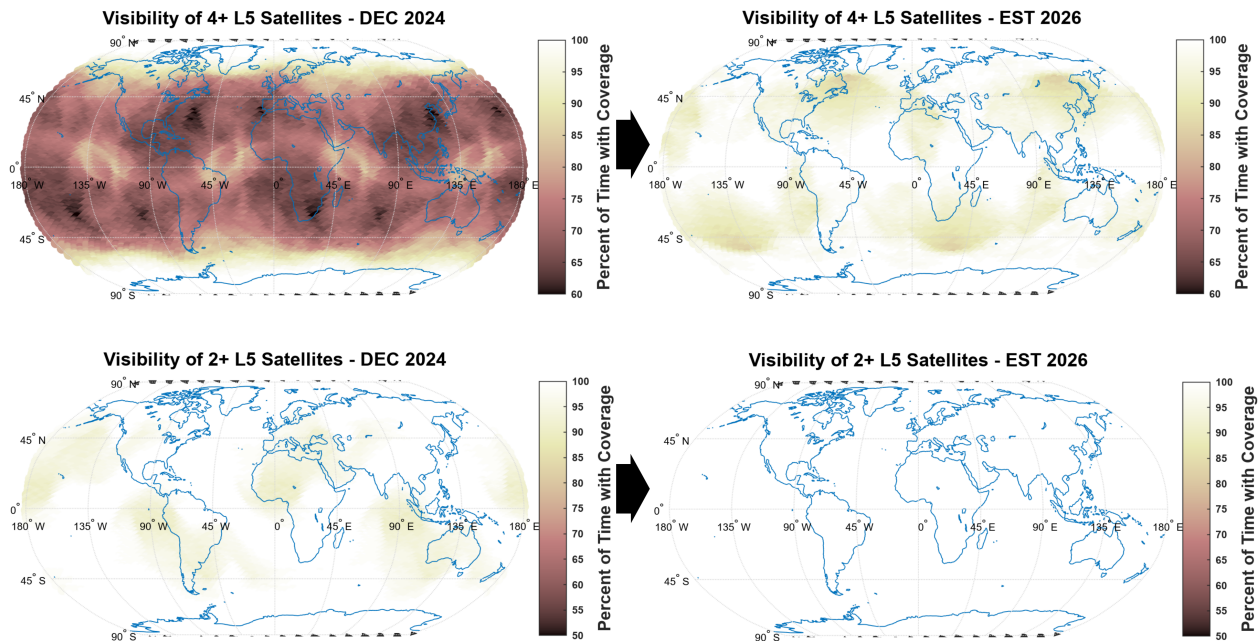 Visibility of 4+ L5 Satellites - DEC 2024
90° N
45° N
0°
180° W
135° W
90° W
45° W
0°
45° E
90° E
135° E
180° E
45° S
90° S
100
95
90
85
80
75
70
65
60
Percent of Time with Coverage
Visibility of 4+ L5 Satellites - EST 2026
90° N
45° N
0°
180° W
135° W
90° W
45° W
0°
45° E
90° E
135° E
180° E
45° S
90° S
100
95
90
85
80
75
70
65
60
Percent of Time with Coverage
Visibility of 2+ L5 Satellites - DEC 2024
90° N
45° N
0°
180° W
135° W
90° W
45° W
0°
45° E
90° E
135° E
180° E
45° S
90° S
100
95
90
85
80
75
70
65
60
55
50
Percent of Time with Coverage
Visibility of 2+ L5 Satellites - EST 2026
90° N
45° N
0°
180° W
135° W
90° W
45° W
0°
45° E
90° E
135° E
180° E
45° S
90° S
100
95
90
85
80
75
70
65
60
55
50
Percent of Time with Coverage